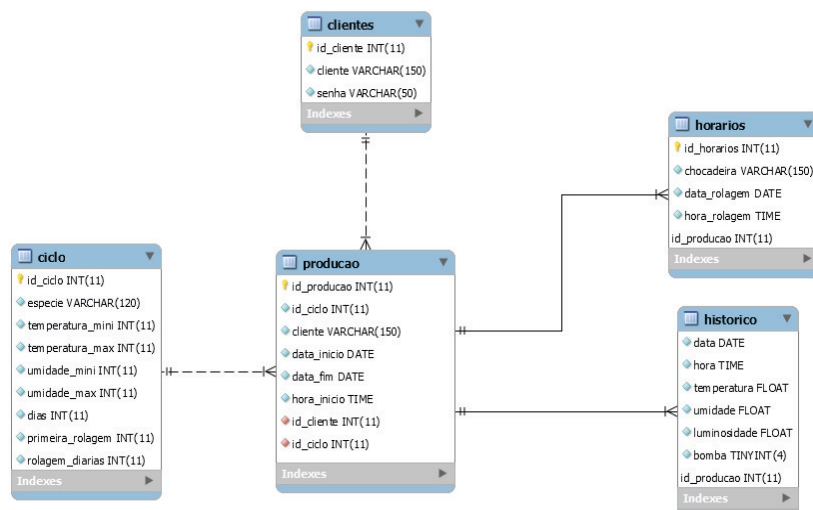 clientes
id_cliente INT(11)
cliente VARCHAR(150)
senha VARCHAR(50)
Indexes
horarios
id_horarios INT(11)
chocadeira VARCHAR(150)
data_rolagem DATE
hora_rolagem TIME
id_producao INT(11)
Indexes
ciclo
id_ciclo INT(11)
especie VARCHAR(120)
temperatura_mini INT(11)
temperatura_max INT(11)
umidade_mini INT(11)
umidade_max INT(11)
dias INT(11)
primeira_rolagem INT(11)
rolagem_diarias INT(11)
Indexes
producao
id_producao INT(11)
id_ciclo INT(11)
cliente VARCHAR(150)
data_inicio DATE
data_fim DATE
hora_inicio TIME
id_cliente INT(11)
id_ciclo INT(11)
Indexes
historico
data DATE
hora TIME
temperatura FLOAT
umidade FLOAT
luminosidade FLOAT
bomba TINYINT(4)
id_producao INT(11)
Indexes